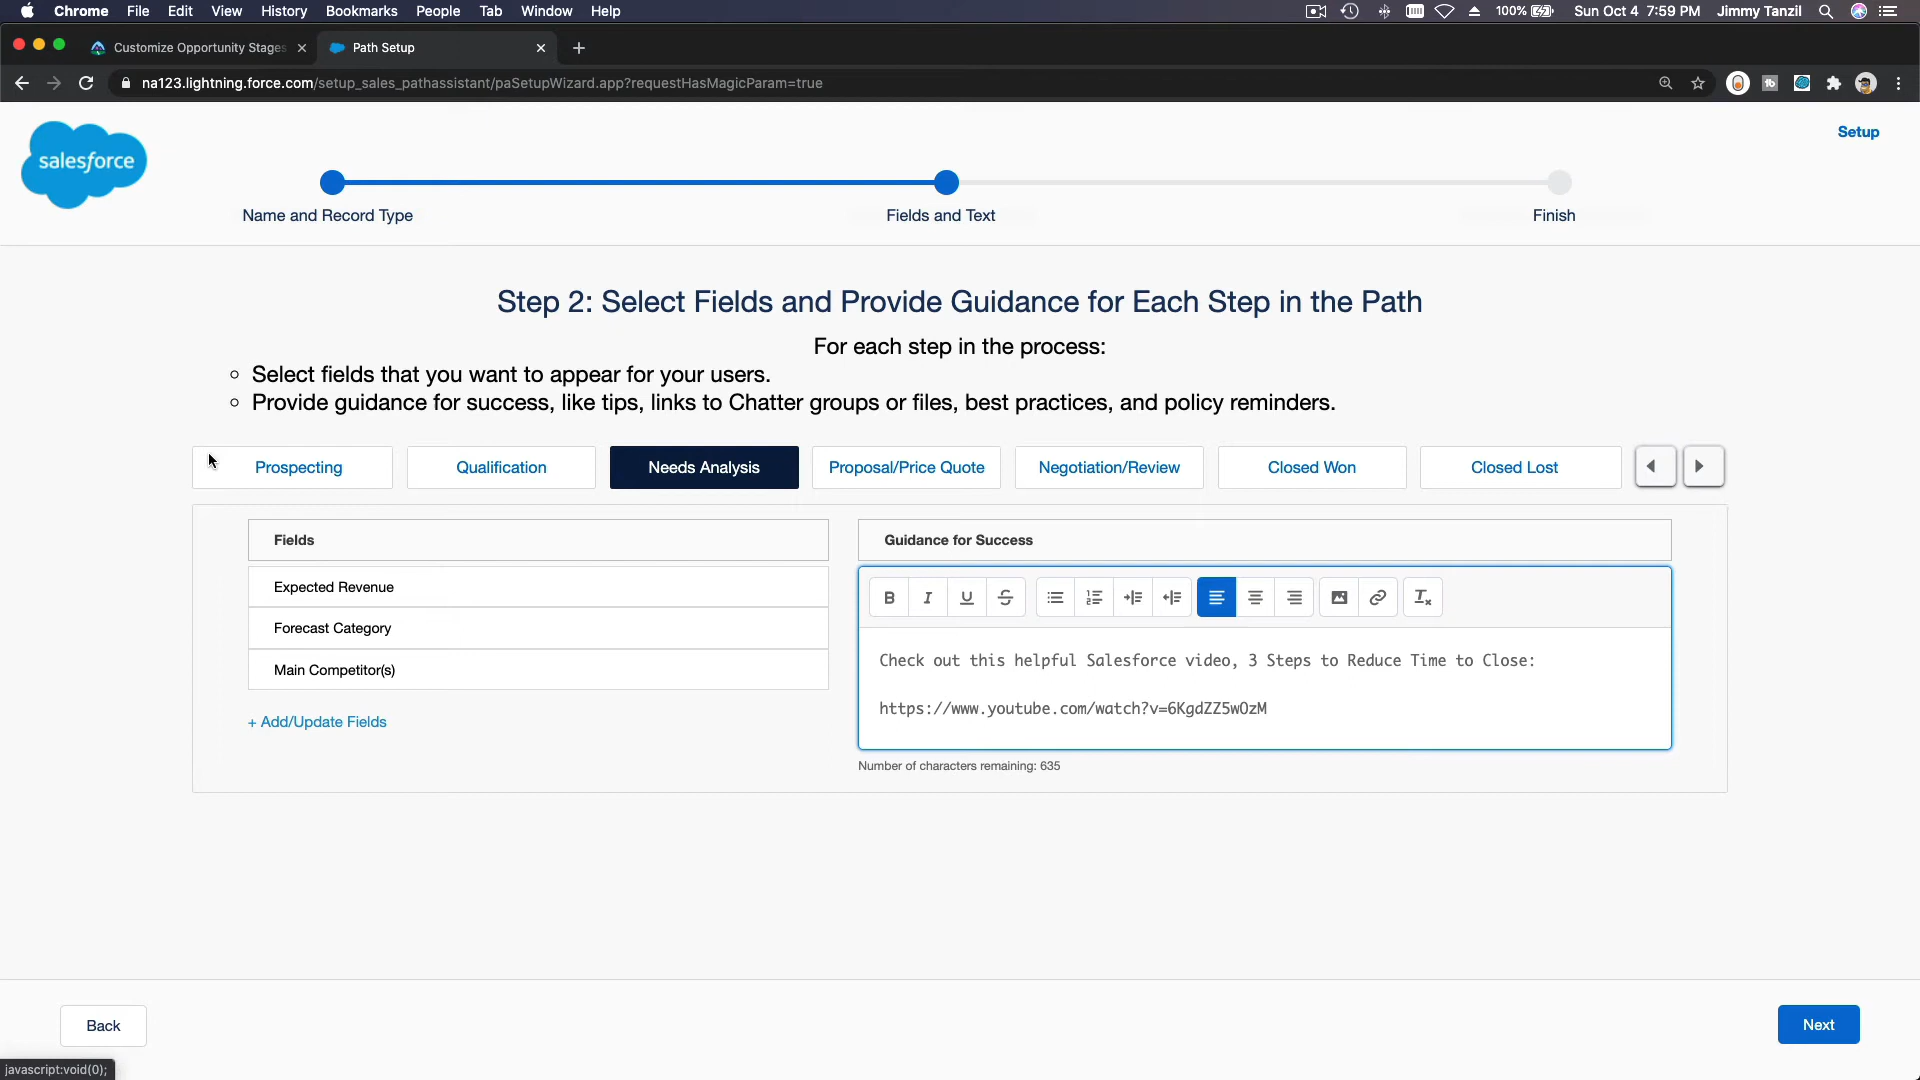 Chrome File Edit View History Bookmarks People Tab Window Help 100% Sun Oct 4 7:59 PM Jimmy Tanzil
Customize Opportunity Stages Path Setup
na123.lightning.force.com/setup_sales_pathassistant/paSetupWizard.app?requestHasMagicParam=true
salesforce
Setup
Name and Record Type Fields and Text Finish
Step 2: Select Fields and Provide Guidance for Each Step in the Path
For each step in the process:
Select fields that you want to appear for your users.
Provide guidance for success, like tips, links to Chatter groups or files, best practices, and policy reminders.
Prospecting Qualification Needs Analysis Proposal/Price Quote Negotiation/Review Closed Won Closed Lost
Fields
Expected Revenue
Forecast Category
Main Competitor(s)
+ Add/Update Fields
Guidance for Success
B I U S
Check out this helpful Salesforce video, 3 Steps to Reduce Time to Close:
https://www.youtube.com/watch?v=6KgdZZ5wOzM
Number of characters remaining: 635
Back Next
javascript:void(0);